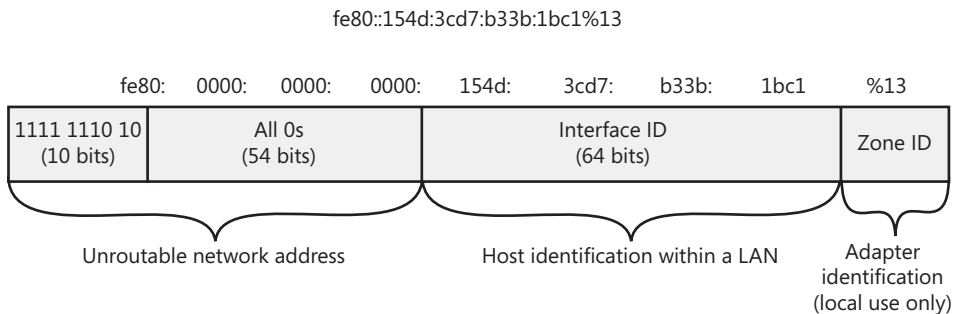 fe80::154d:3cd7:b33b:1bc1%13
fe80: 0000: 0000: 0000: 154d: 3cd7: b33b: 1bc1 %13
1111 1110 10
(10 bits)
All 0s
(54 bits)
Interface ID
(64 bits)
Zone ID
Unroutable network address
Host identification within a LAN
Adapter
identification
(local use only)